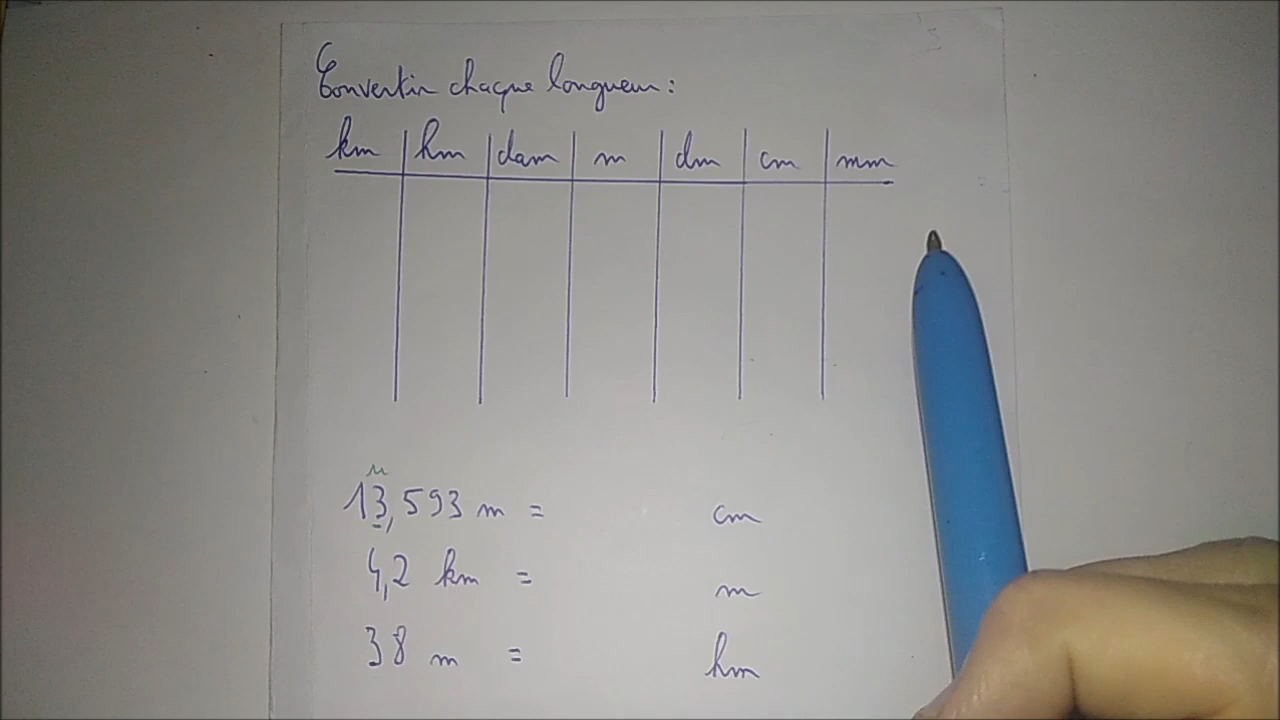 Convertir chaque longueur :
km hm dam m dm cm mm
u
13,593 m = cm
4,2 km = m
38 m = hm